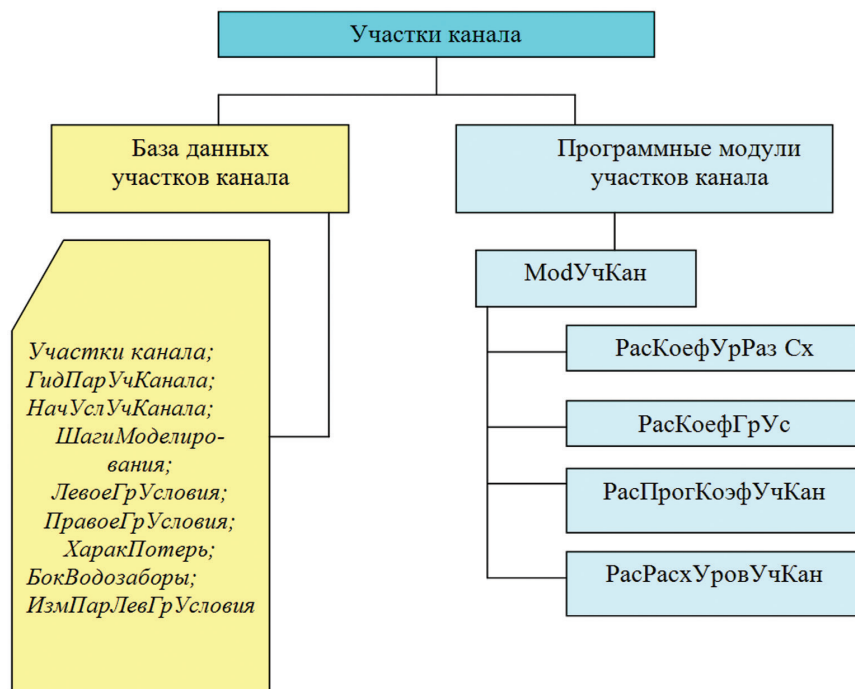 Участки канала
База данных
участков канала
Программные модули
участков канала
Участки канала;
ГидПарУчКанала;
НачУслУчКанала;
ШагиМоделиро-
вания;
ЛевоеГрУсловия;
ПравоеГрУсловия;
ХаракПотерь;
БокВодозаборы;
ИзмПарЛевГрУсловия
ModУчКан
РасКоефУрРаз Сх
РасКоефГрУс
РасПрогКоэфУчКан
РасРасхУровУчКан